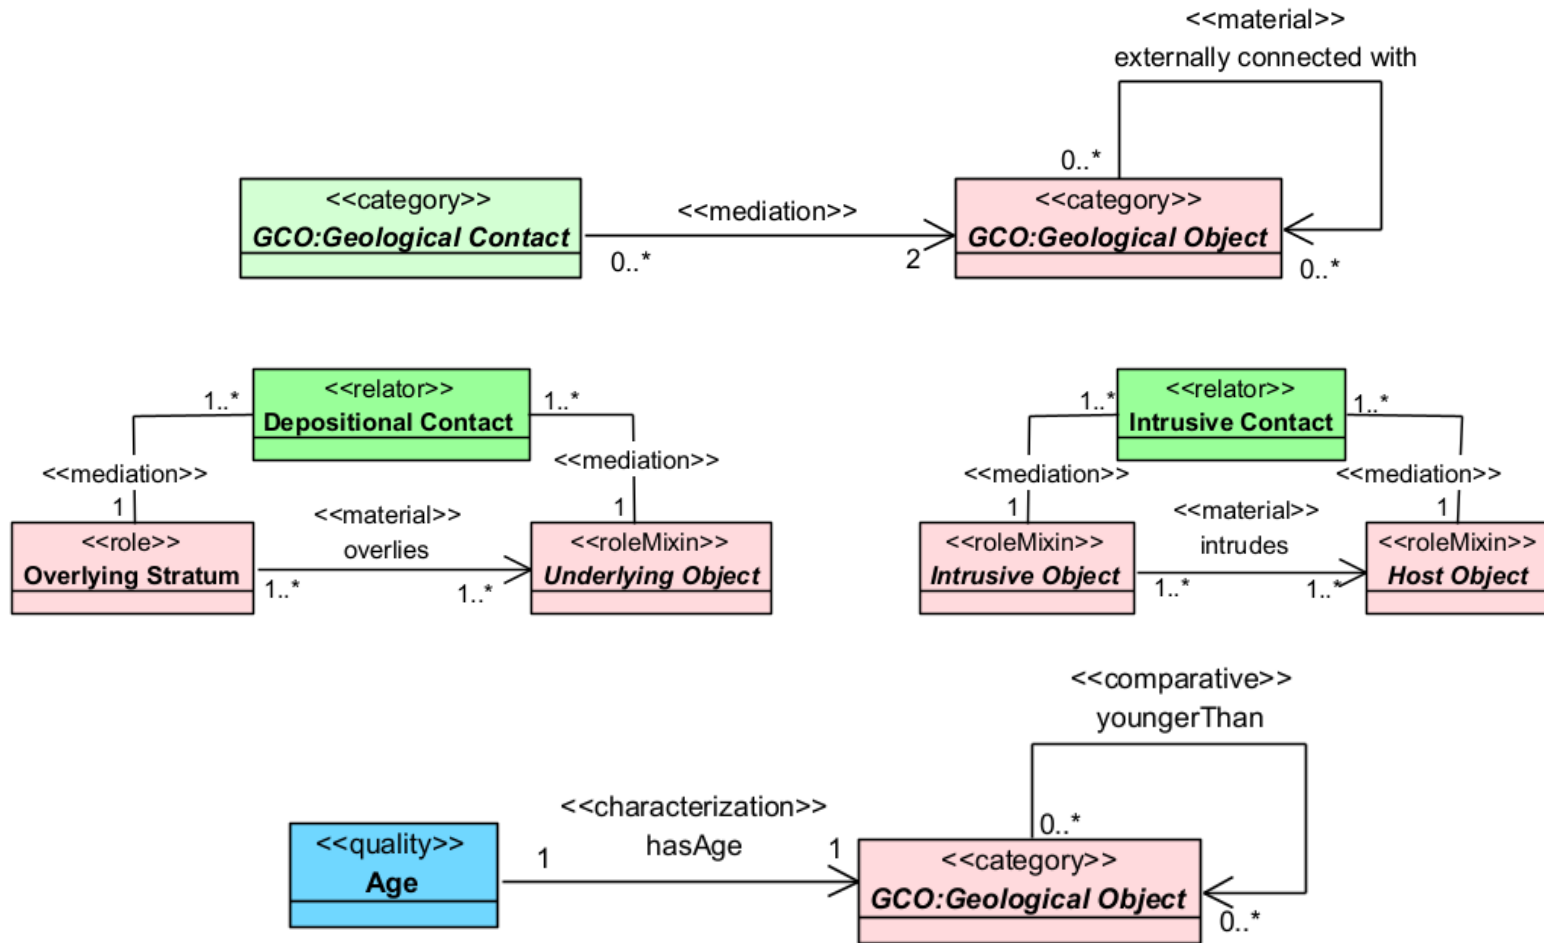 <<material>>
externally connected with
0..*
<<category>>
GCO:Geological Contact
<<mediation>>
0..*
2
<<category>>
GCO:Geological Object
0..*
1..*
<<relator>>
Depositional Contact
1..*
<<mediation>>
<<mediation>>
1
1
<<role>>
Overlying Stratum
<<material>>
overlies
1..*
1..*
<<roleMixin>>
Underlying Object
1..*
<<relator>>
Intrusive Contact
1..*
<<mediation>>
<<mediation>>
1
1
<<roleMixin>>
Intrusive Object
<<material>>
intrudes
1..*
1..*
<<roleMixin>>
Host Object
<<comparative>>
youngerThan
0..*
<<quality>>
Age
<<characterization>>
hasAge
1
1
<<category>>
GCO:Geological Object
0..*